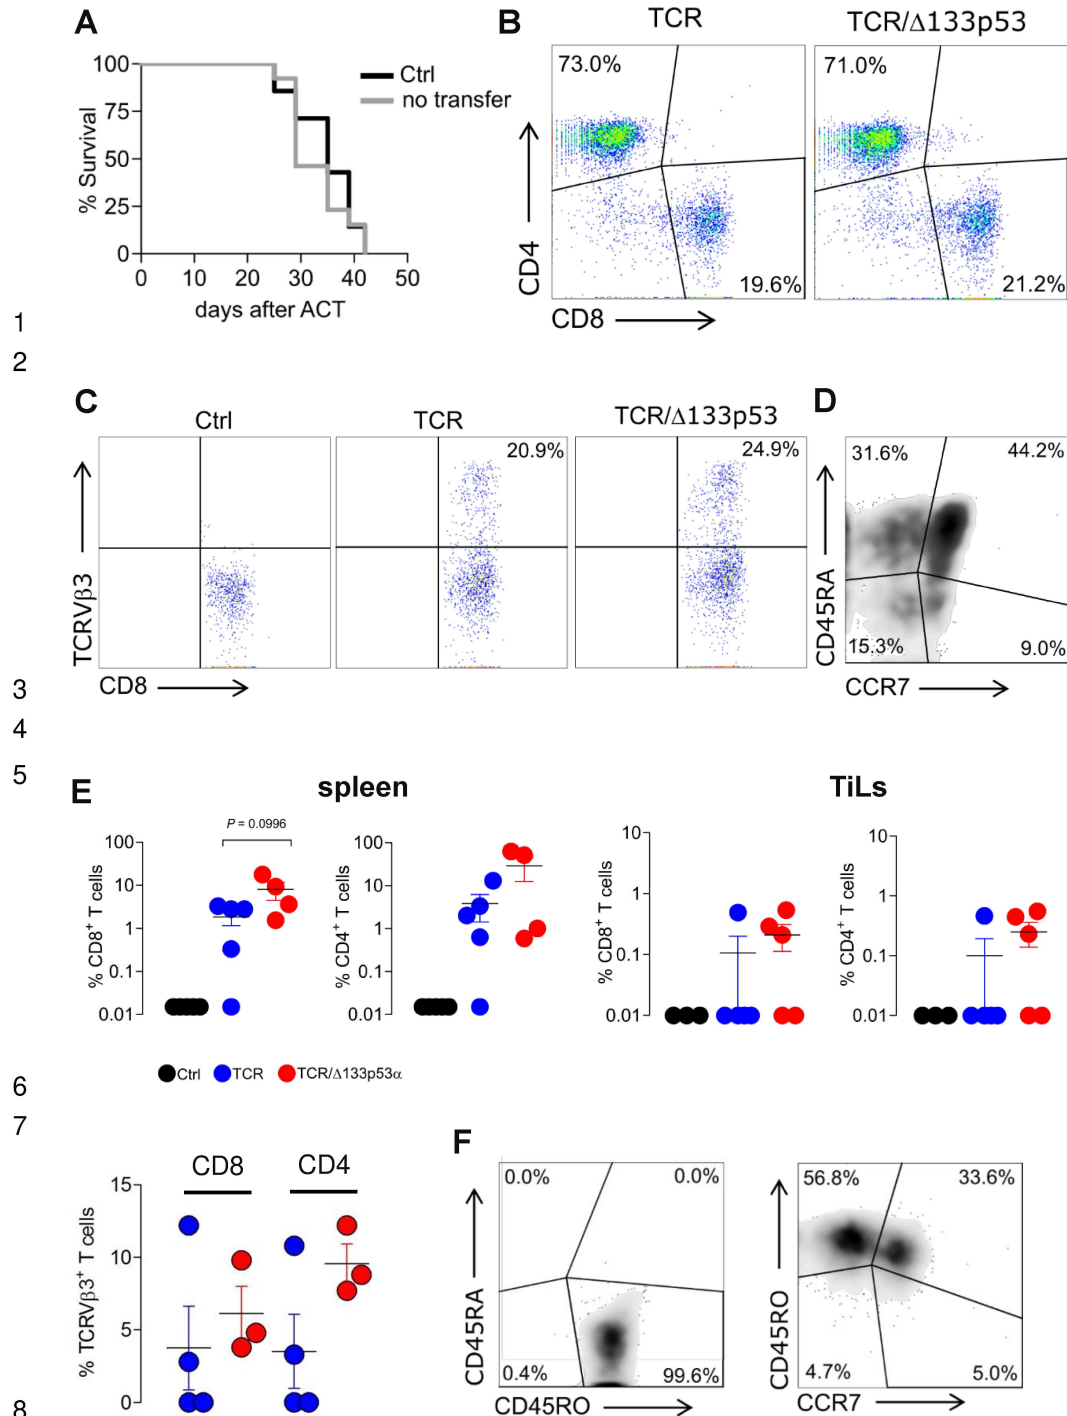 A
100
75
50
25
0
% Survival
0 10 20 30 40 50
days after ACT
Ctrl
no transfer
B
TCR
TCR/Δ133p53
73.0%
19.6%
71.0%
21.2%
CD4
CD8
1
2
C
Ctrl
TCR
TCR/Δ133p53
20.9%
24.9%
TCRVβ3
CD8
D
31.6%
44.2%
15.3%
9.0%
CD45RA
CCR7
3
4
5
E
spleen
TiLs
P = 0.0996
100
10
1
0.1
0.01
% CD8+ T cells
100
10
1
0.1
0.01
% CD4+ T cells
10
1
0.1
0.01
% CD8+ T cells
10
1
0.1
0.01
% CD4+ T cells
Ctrl TCR TCR/Δ133p53α
6
7
CD8 CD4
15
10
5
0
% TCRVβ3+ T cells
F
0.0%
0.0%
0.4%
99.6%
CD45RA
CD45RO
56.8%
33.6%
4.7%
5.0%
CD45RO
CCR7
8